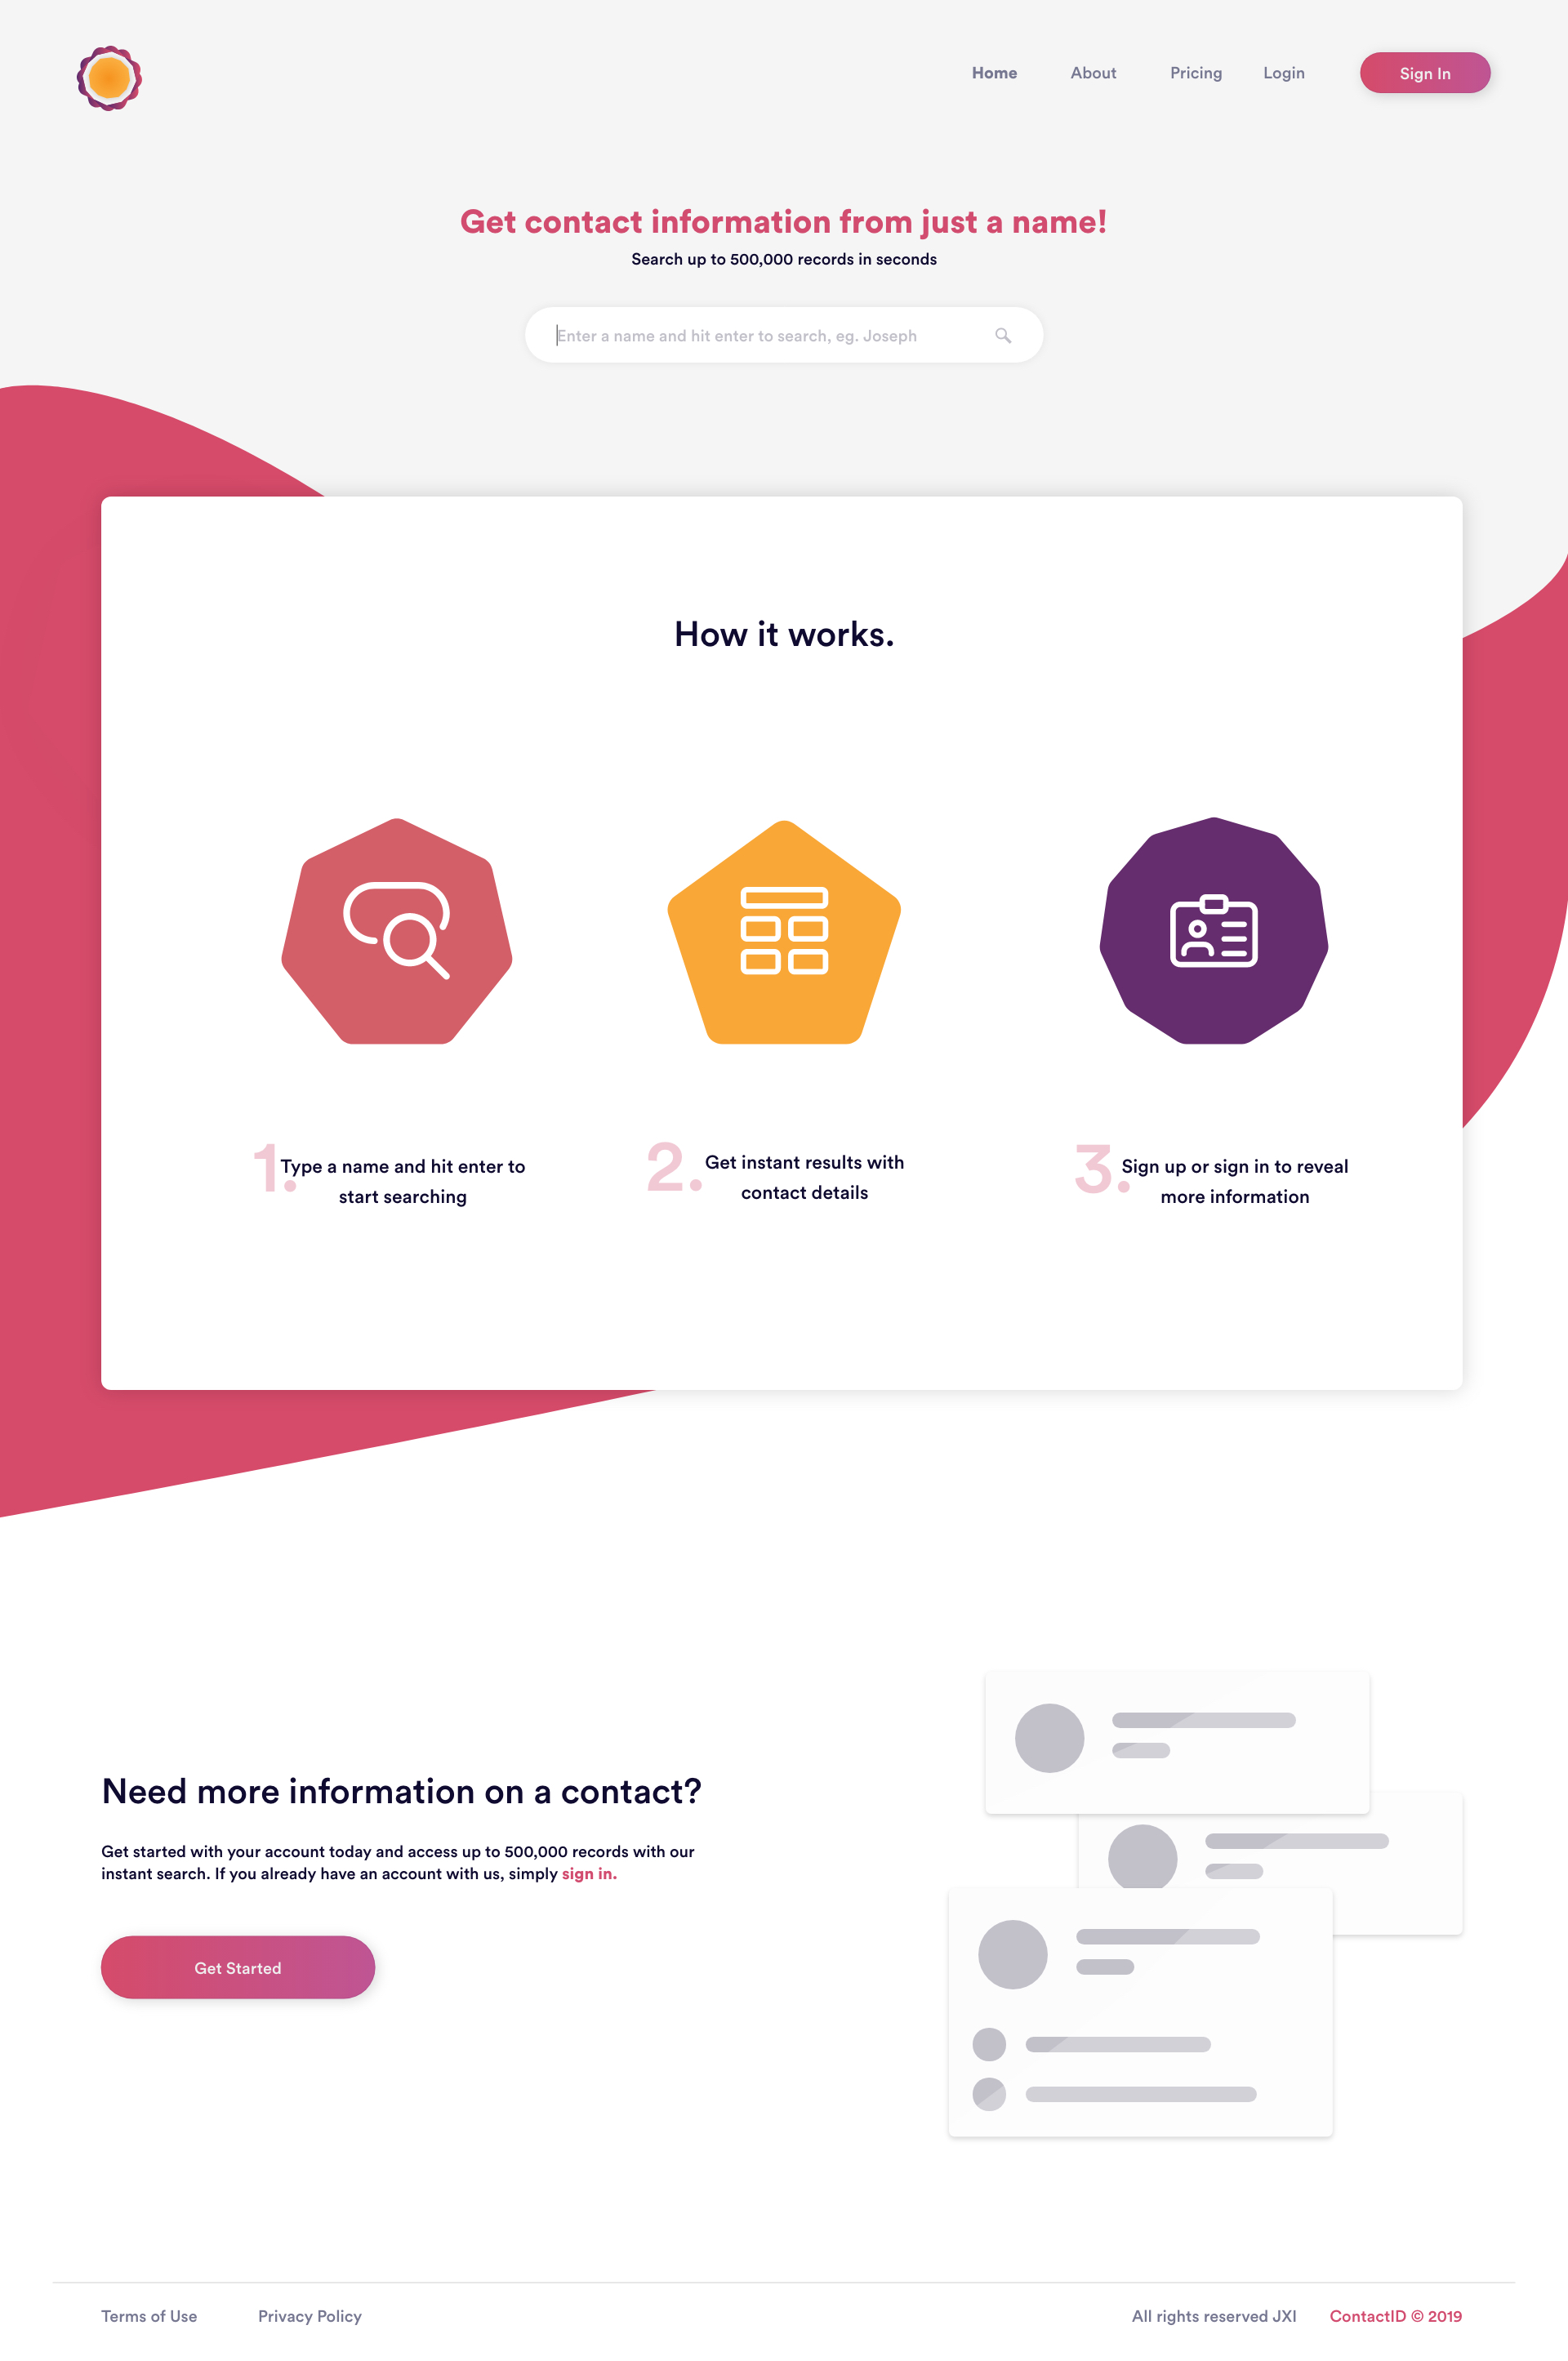 Home About Pricing Login Sign In
Get contact information from just a name!
Search up to 500,000 records in seconds
Enter a name and hit enter to search, eg. Joseph
How it works.
1. Type a name and hit enter to
start searching
2. Get instant results with
contact details
3. Sign up or sign in to reveal
more information
Need more information on a contact?
Get started with your account today and access up to 500,000 records with our
instant search. If you already have an account with us, simply sign in.
Get Started
Terms of Use Privacy Policy All rights reserved JXI ContactID © 2019